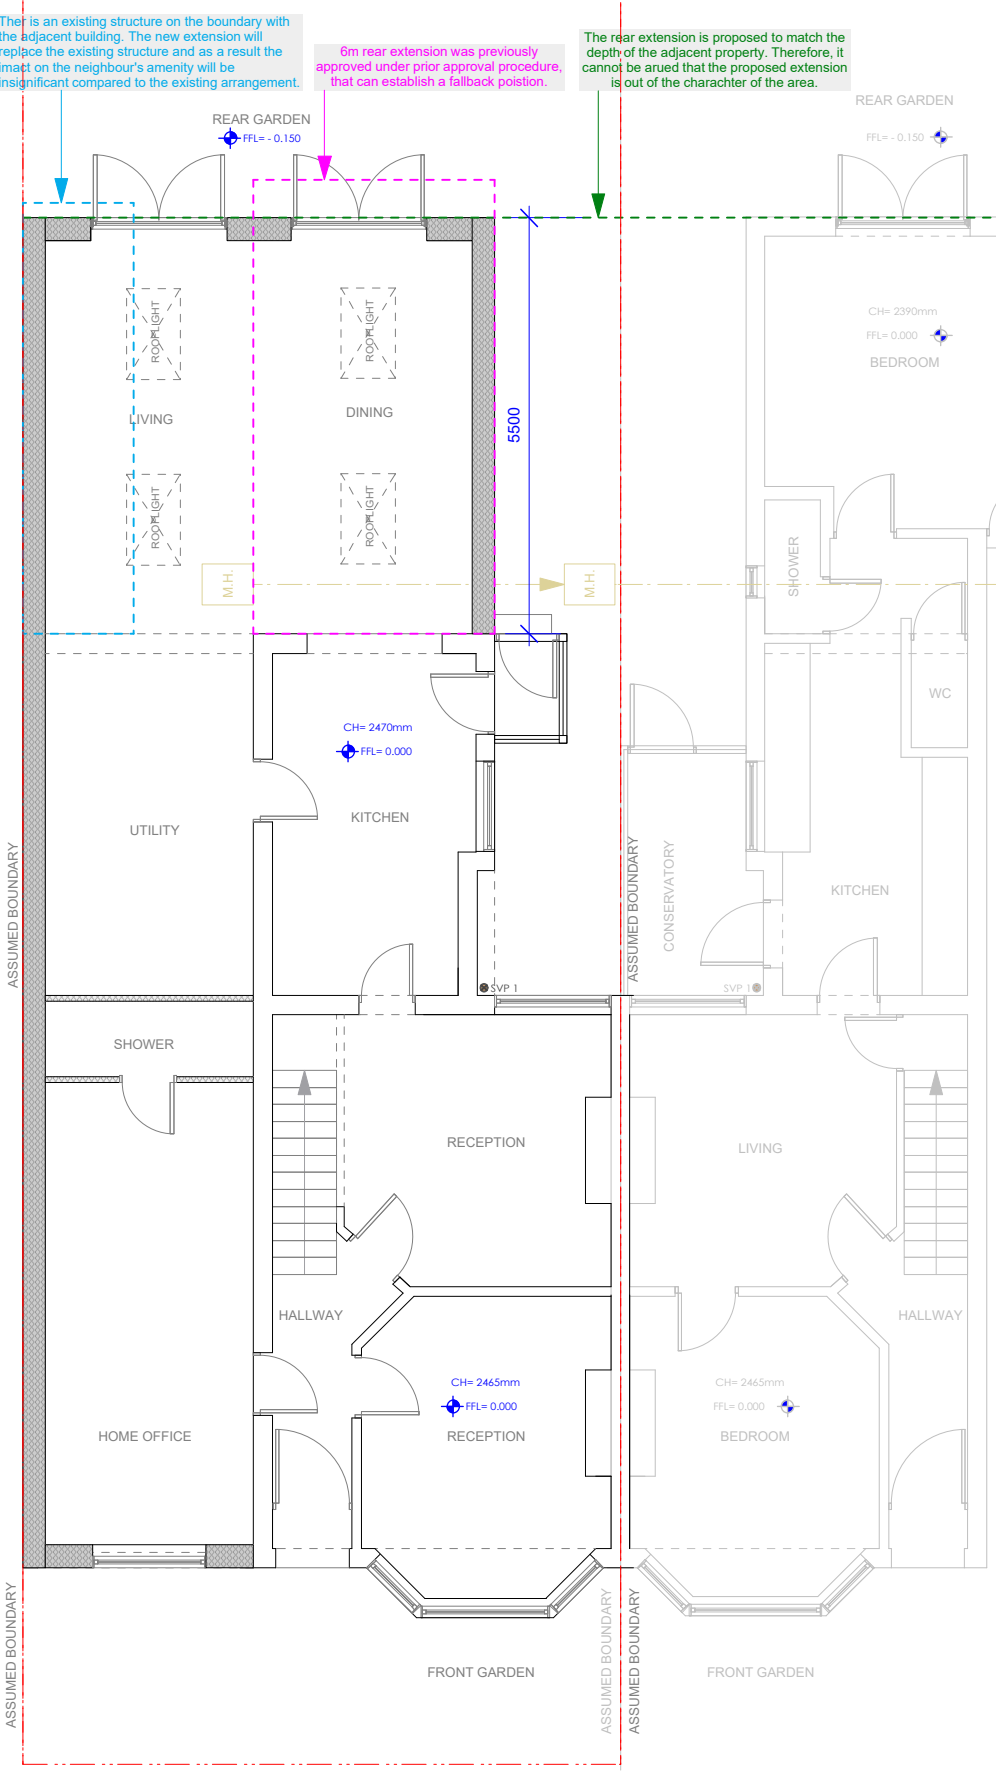 Ther is an existing structure on the boundary with
the adjacent building. The new extension will
replace the existing structure and as a result the
imact on the neighbour's amenity will be
insignificant compared to the existing arrangement.
6m rear extension was previously
approved under prior approval procedure,
that can establish a fallback poistion.
The rear extension is proposed to match the
depth of the adjacent property. Therefore, it
cannot be arued that the proposed extension
is out of the charachter of the area.
REAR GARDEN
FFL= - 0.150
REAR GARDEN
FFL= - 0.150
ROOFLIGHT
ROOFLIGHT
CH= 2390mm
FFL= 0.000
BEDROOM
LIVING
DINING
5500
ROOFLIGHT
ROOFLIGHT
M.H.
M.H.
SHOWER
WC
CH= 2470mm
FFL= 0.000
KITCHEN
UTILITY
ASSUMED BOUNDARY
ASSUMED BOUNDARY
CONSERVATORY
KITCHEN
SVP 1
SVP 1
SHOWER
RECEPTION
LIVING
HALLWAY
HALLWAY
CH= 2465mm
FFL= 0.000
RECEPTION
CH= 2465mm
FFL= 0.000
BEDROOM
HOME OFFICE
ASSUMED BOUNDARY
ASSUMED BOUNDARY
ASSUMED BOUNDARY
FRONT GARDEN
FRONT GARDEN